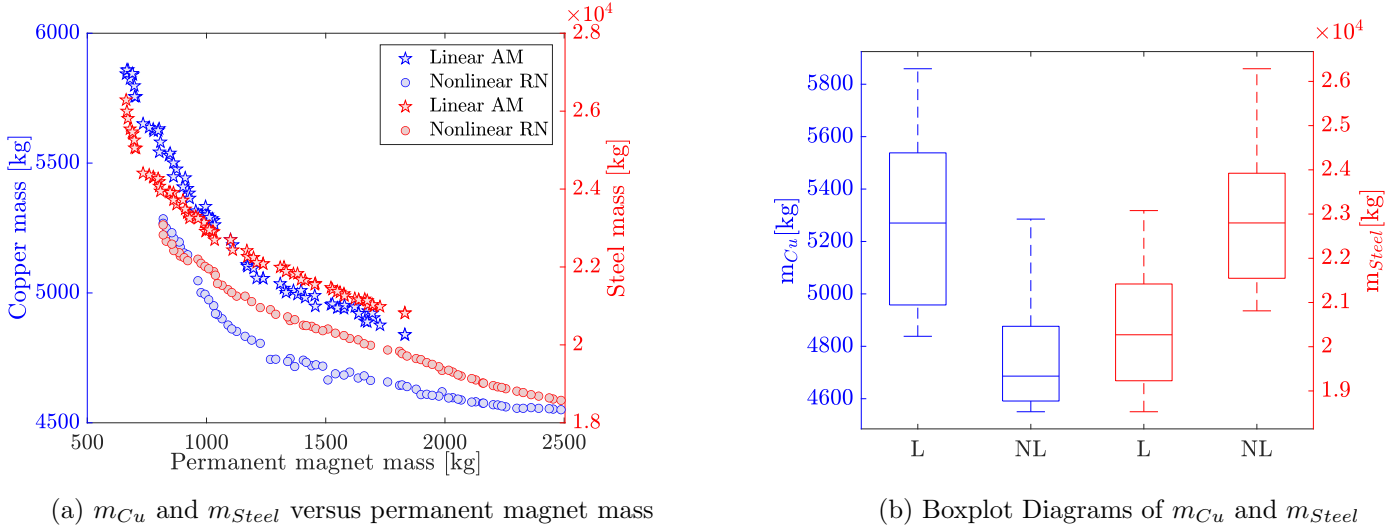 ×10⁴
6000
5500
5000
4500
Copper mass [kg]
Linear AM
Nonlinear RN
Linear AM
Nonlinear RN
2.8
2.6
2.4
2.2
2
1.8
Steel mass [kg]
500 1000 1500 2000 2500
Permanent magnet mass [kg]
(a) m_Cu and m_Steel versus permanent magnet mass
×10⁴
5800
5600
5400
5200
5000
4800
4600
m_Cu[kg]
2.6
2.5
2.4
2.3
2.2
2.1
2
1.9
m_Steel[kg]
L NL L NL
(b) Boxplot Diagrams of m_Cu and m_Steel